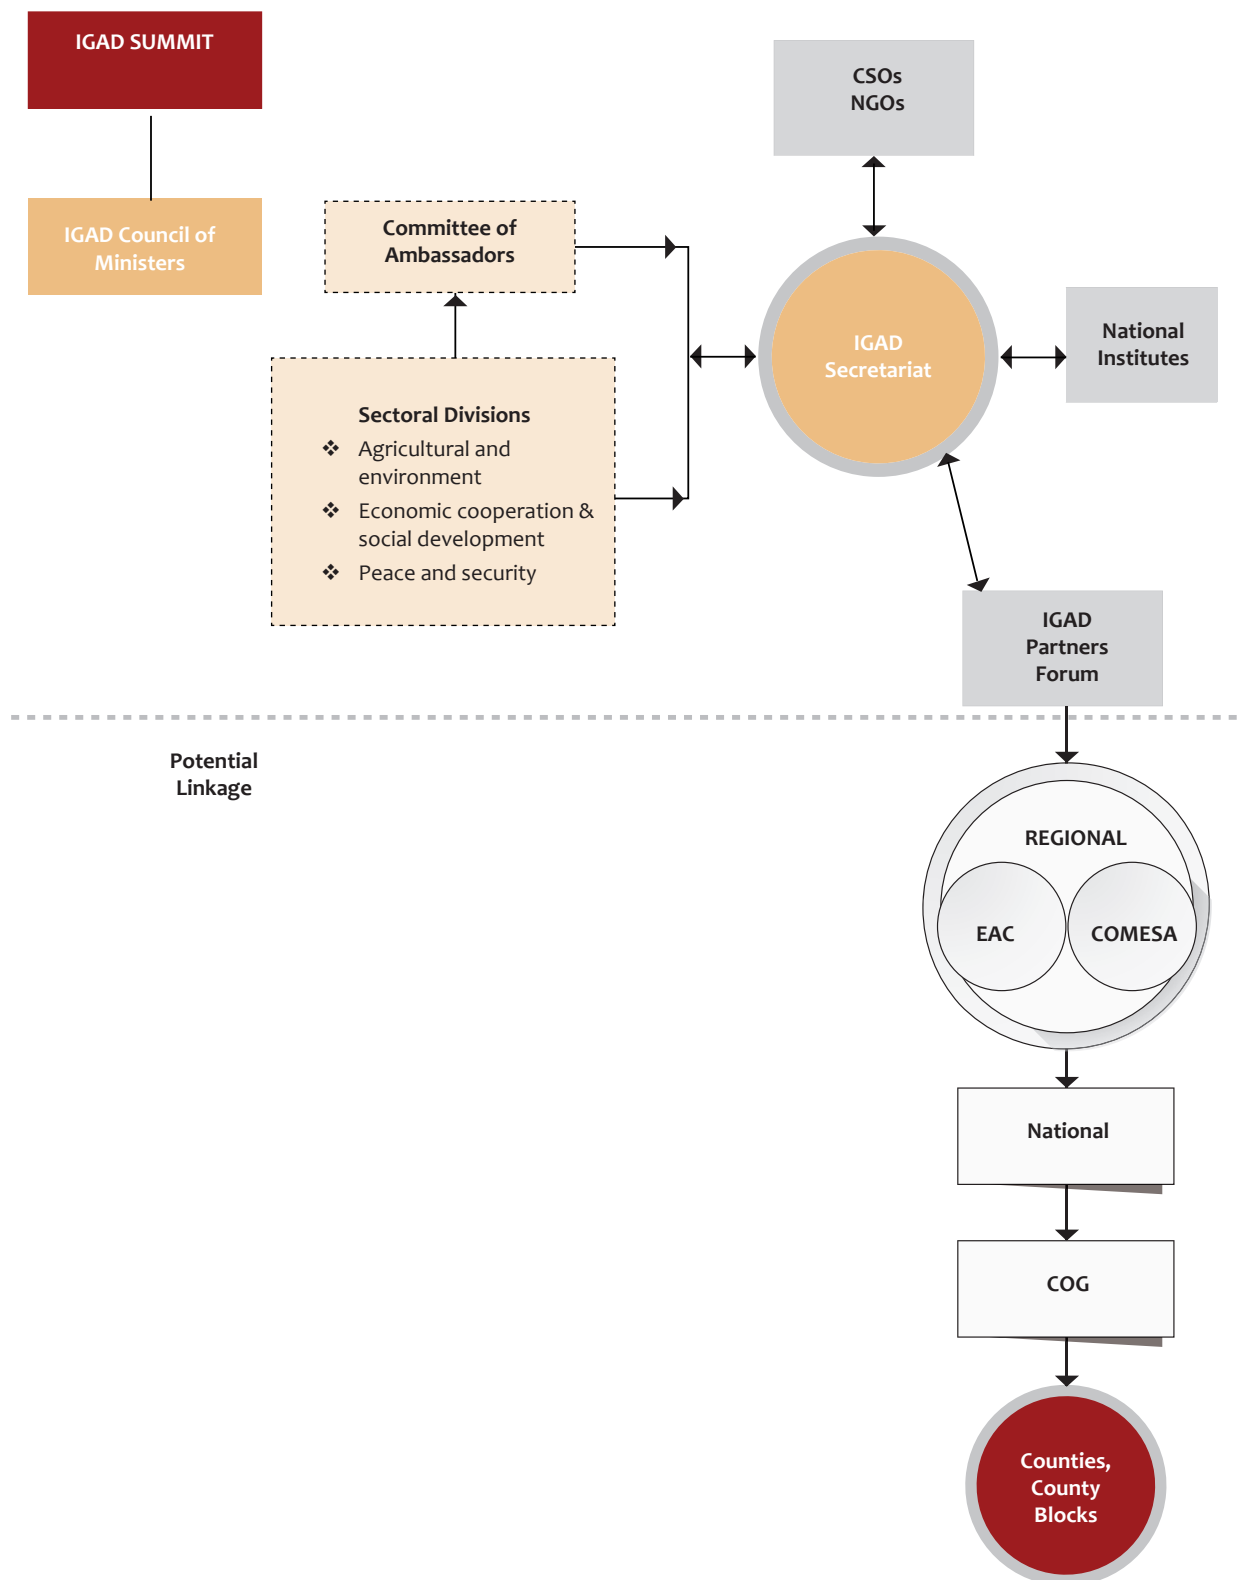 IGAD SUMMIT
CSOs
NGOs
IGAD Council of
Ministers
Committee of
Ambassadors
IGAD
Secretariat
National
Institutes
Sectoral Divisions
❖ Agricultural and
environment
❖ Economic cooperation &
social development
❖ Peace and security
IGAD
Partners
Forum
Potential
Linkage
REGIONAL
EAC
COMESA
National
COG
Counties,
County
Blocks